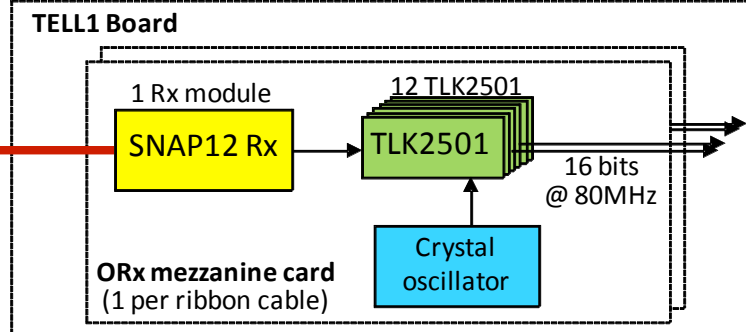 TELL1 Board
1 Rx module
12 TLK2501
SNAP12 Rx
TLK2501
16 bits
@ 80MHz
Crystal
oscillator
ORx mezzanine card
(1 per ribbon cable)